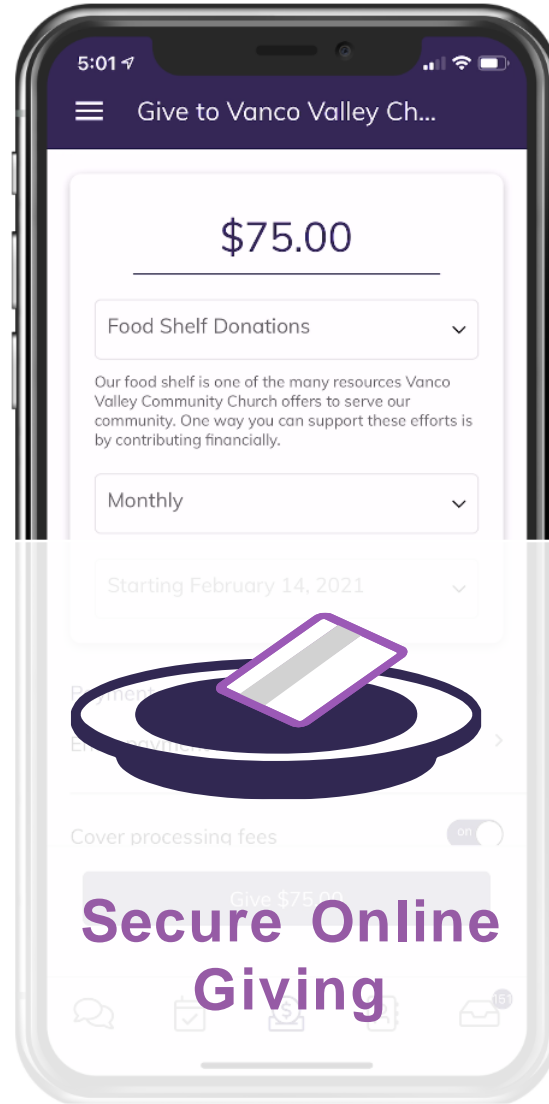 5:01
Give to Vanco Valley Ch...
$75.00
Food Shelf Donations
Our food shelf is one of the many resources Vanco
Valley Community Church offers to serve our
community. One way you can support these efforts is
by contributing financially.
Monthly
Starting February 14, 2021
Payment
Cover processing fees
on
Give $75.00
Secure Online
Giving
151